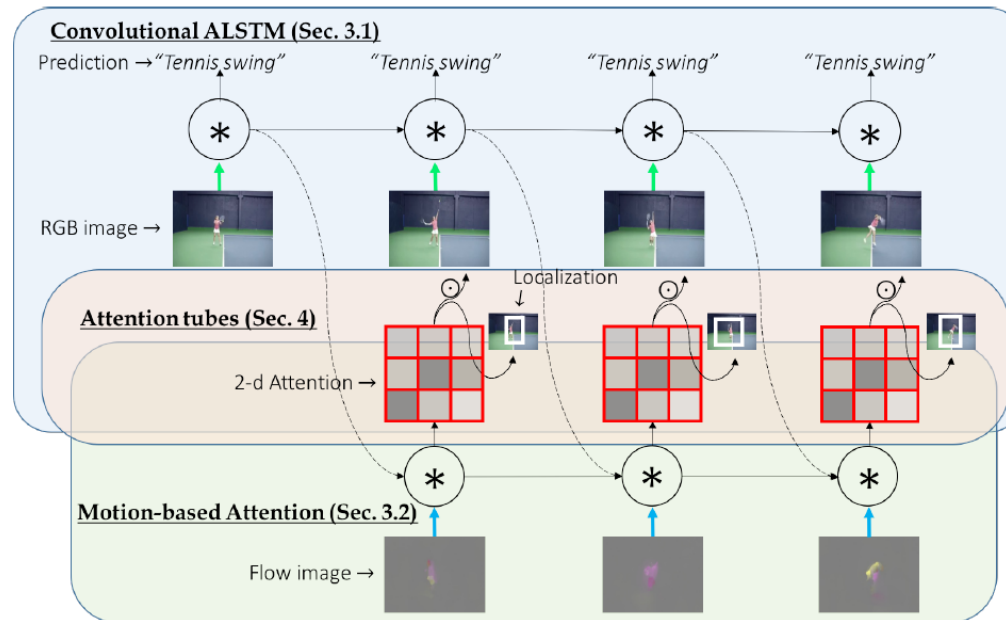 Convolutional ALSTM (Sec. 3.1)
Prediction → “Tennis swing” “Tennis swing” “Tennis swing” “Tennis swing”
* * * *
RGB image →
Localization
↓
Attention tubes (Sec. 4)
⊙ ⊙ ⊙
2-d Attention →
* * *
Motion-based Attention (Sec. 3.2)
Flow image →